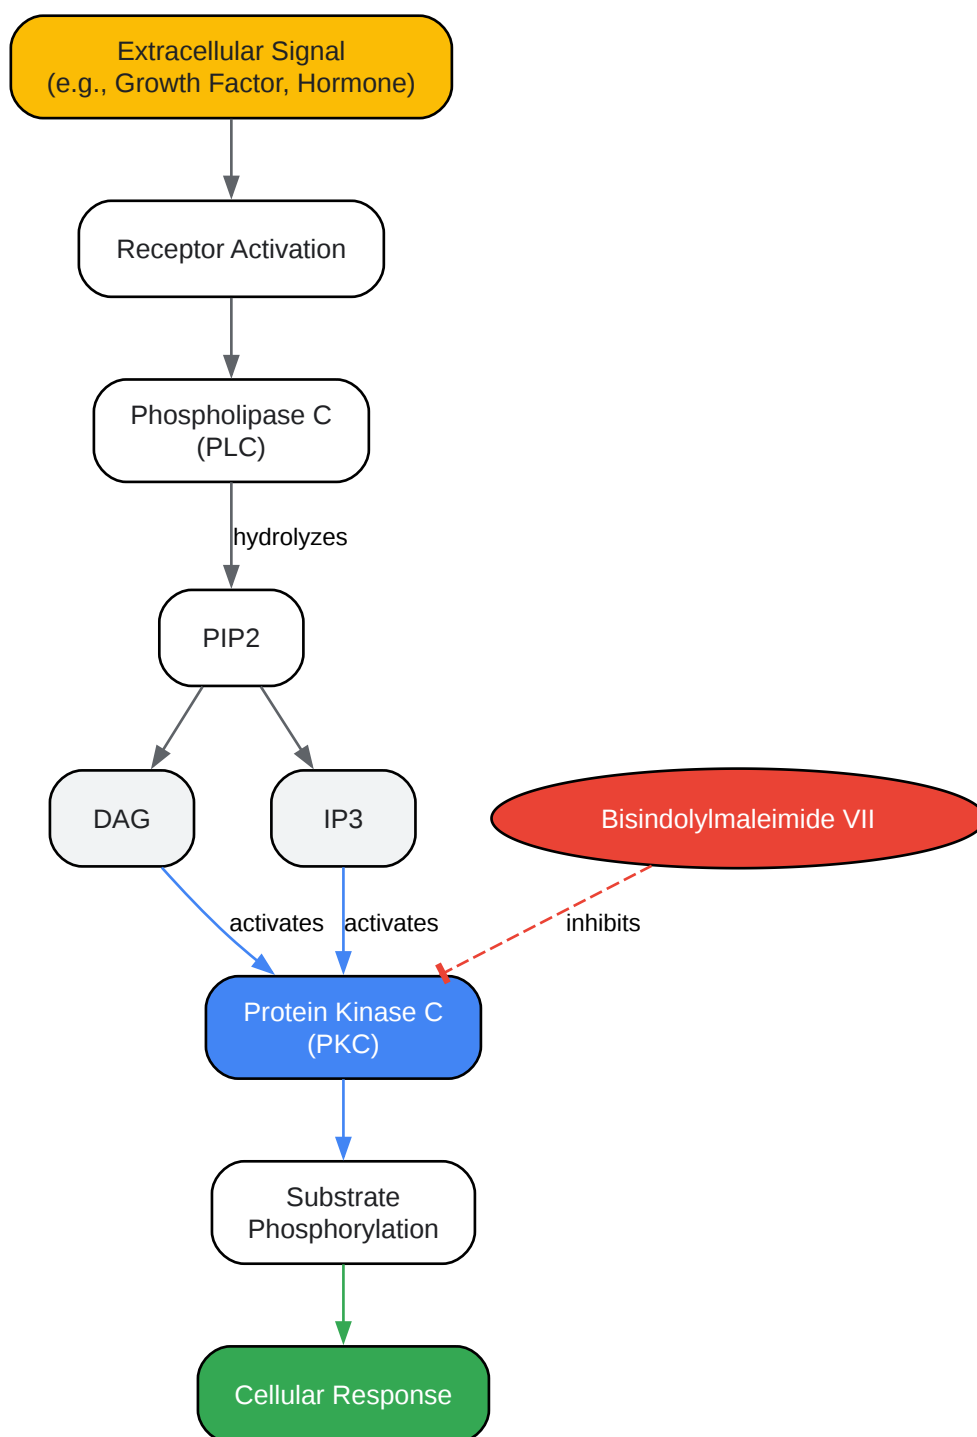 Extracellular Signal
(e.g., Growth Factor, Hormone)
Receptor Activation
Phospholipase C
(PLC)
hydrolyzes
PIP2
DAG
IP3
Bisindolylmaleimide VII
activates
activates
inhibits
Protein Kinase C
(PKC)
Substrate
Phosphorylation
Cellular Response